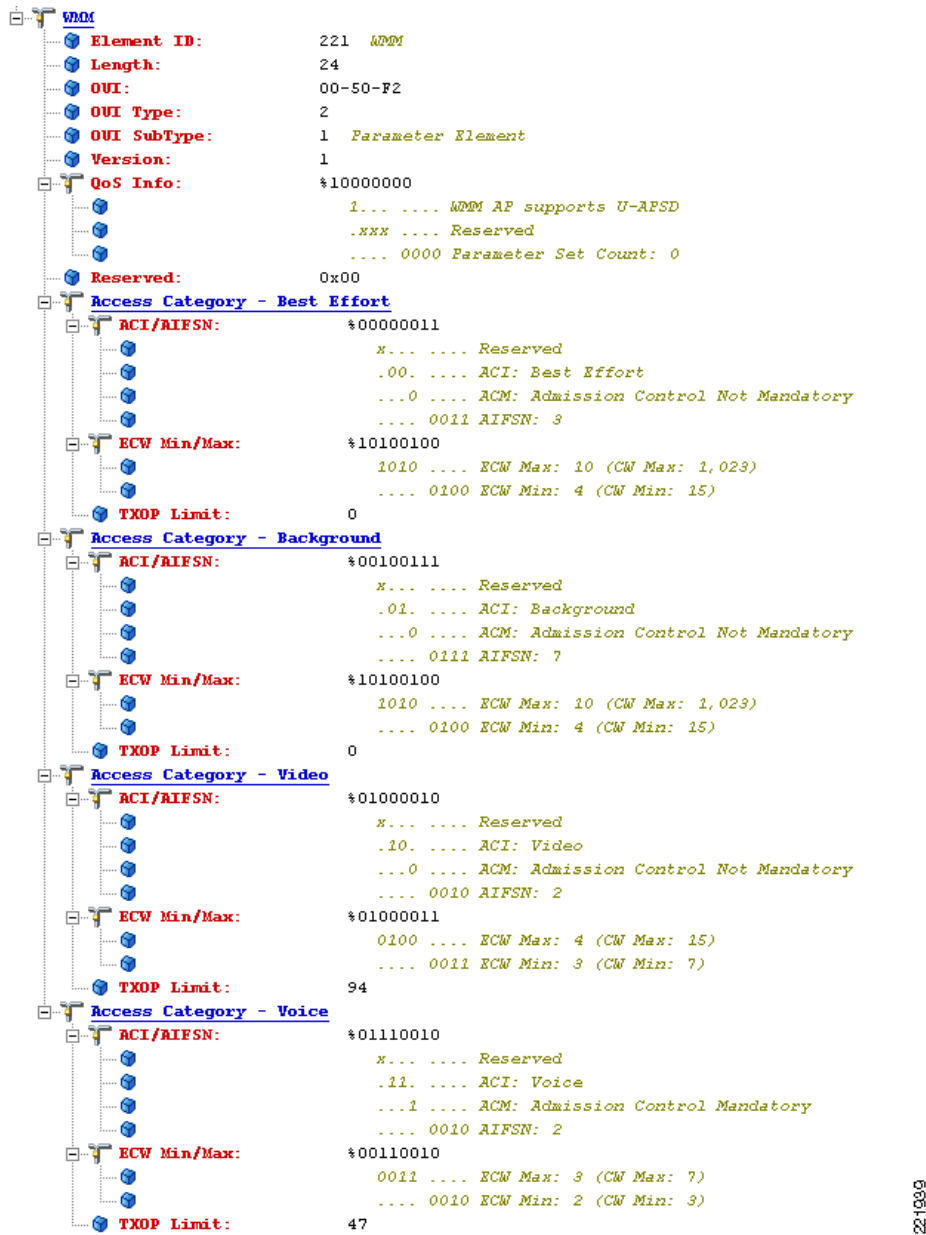 WMM
Element ID: 221 WMM
Length: 24
OUI: 00-50-F2
OUI Type: 2
OUI SubType: 1 Parameter Element
Version: 1
QoS Info: %10000000
1... .... WMM AP supports U-APSD
.xxx .... Reserved
.... 0000 Parameter Set Count: 0
Reserved: 0x00
Access Category - Best Effort
ACI/AIFSN: %00000011
x... .... Reserved
.00. .... ACI: Best Effort
...0 .... ACM: Admission Control Not Mandatory
.... 0011 AIFSN: 3
ECW Min/Max: %10100100
1010 .... ECW Max: 10 (CW Max: 1,023)
.... 0100 ECW Min: 4 (CW Min: 15)
TXOP Limit: 0
Access Category - Background
ACI/AIFSN: %00100111
x... .... Reserved
.01. .... ACI: Background
...0 .... ACM: Admission Control Not Mandatory
.... 0111 AIFSN: 7
ECW Min/Max: %10100100
1010 .... ECW Max: 10 (CW Max: 1,023)
.... 0100 ECW Min: 4 (CW Min: 15)
TXOP Limit: 0
Access Category - Video
ACI/AIFSN: %01000010
x... .... Reserved
.10. .... ACI: Video
...0 .... ACM: Admission Control Not Mandatory
.... 0010 AIFSN: 2
ECW Min/Max: %01000011
0100 .... ECW Max: 4 (CW Max: 15)
.... 0011 ECW Min: 3 (CW Min: 7)
TXOP Limit: 94
Access Category - Voice
ACI/AIFSN: %01110010
x... .... Reserved
.11. .... ACI: Voice
...1 .... ACM: Admission Control Mandatory
.... 0010 AIFSN: 2
ECW Min/Max: %00110010
0011 .... ECW Max: 3 (CW Max: 7)
.... 0010 ECW Min: 2 (CW Min: 3)
TXOP Limit: 47
221939